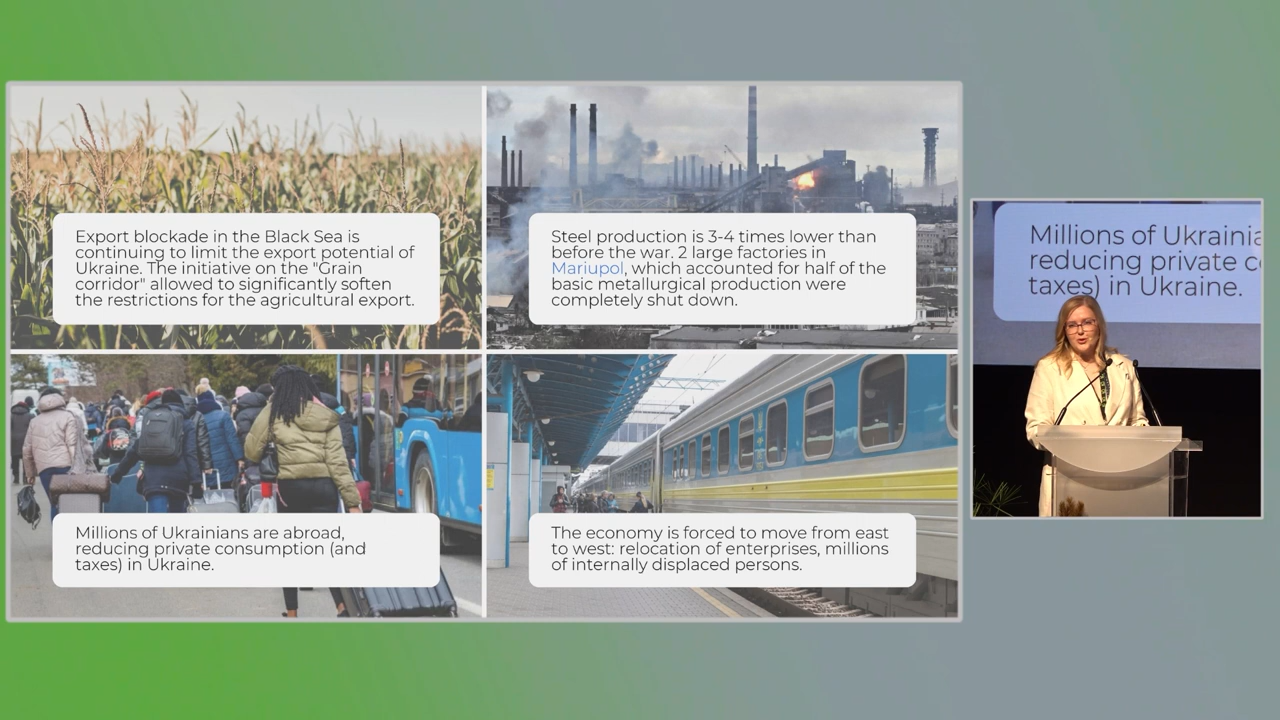 Export blockade in the Black Sea is
continuing to limit the export potential of
Ukraine. The initiative on the "Grain
corridor" allowed to significantly soften
the restrictions for the agricultural export.
Steel production is 3-4 times lower than
before the war. 2 large factories in
Mariupol, which accounted for half of the
basic metallurgical production were
completely shut down.
Millions of Ukrainians are abroad,
reducing private consumption (and
taxes) in Ukraine.
The economy is forced to move from east
to west: relocation of enterprises, millions
of internally displaced persons.
Millions of Ukrainia
reducing private c
taxes) in Ukraine.